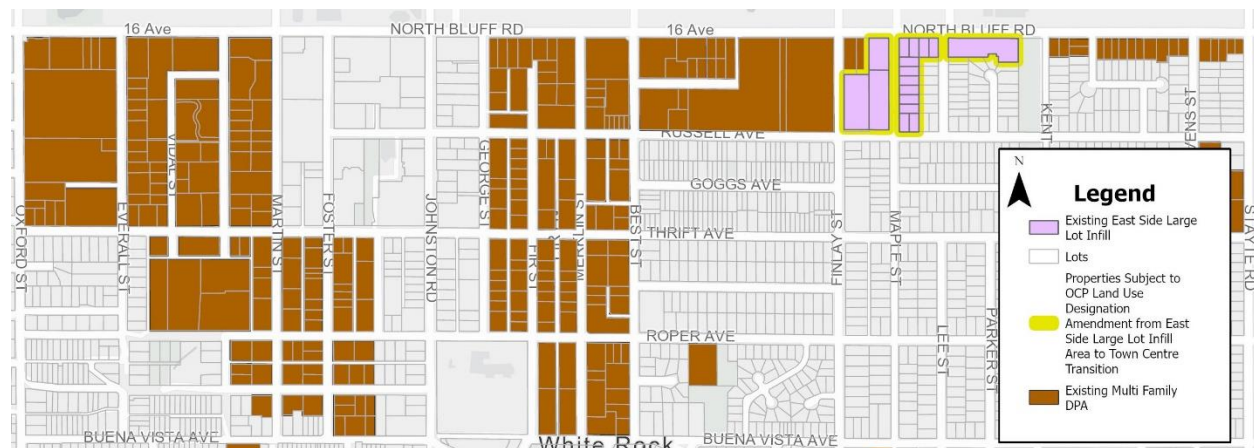 16 Ave
NORTH BLUFF RD
16 Ave
NORTH BLUFF RD
VIDAL ST
GEORGE ST
RUSSELL AVE
KENT
GOGGS AVE
OXFORD ST
EVERALL ST
MARTIN ST
FOSTER ST
JOHNSTON RD
FIR ST
BEST ST
THRIFT AVE
FINLAY ST
MAPLE ST
STAYTE RD
ROPER AVE
LEE ST
PARKER ST
BUENA VISTA AVE
White Rock
BUENA VISTA AVE
N
Legend
Existing East Side Large
Lot Infill
Lots
Properties Subject to
OCP Land Use
Designation
Amendment from East
Side Large Lot Infill
Area to Town Centre
Transition
Existing Multi Family
DPA